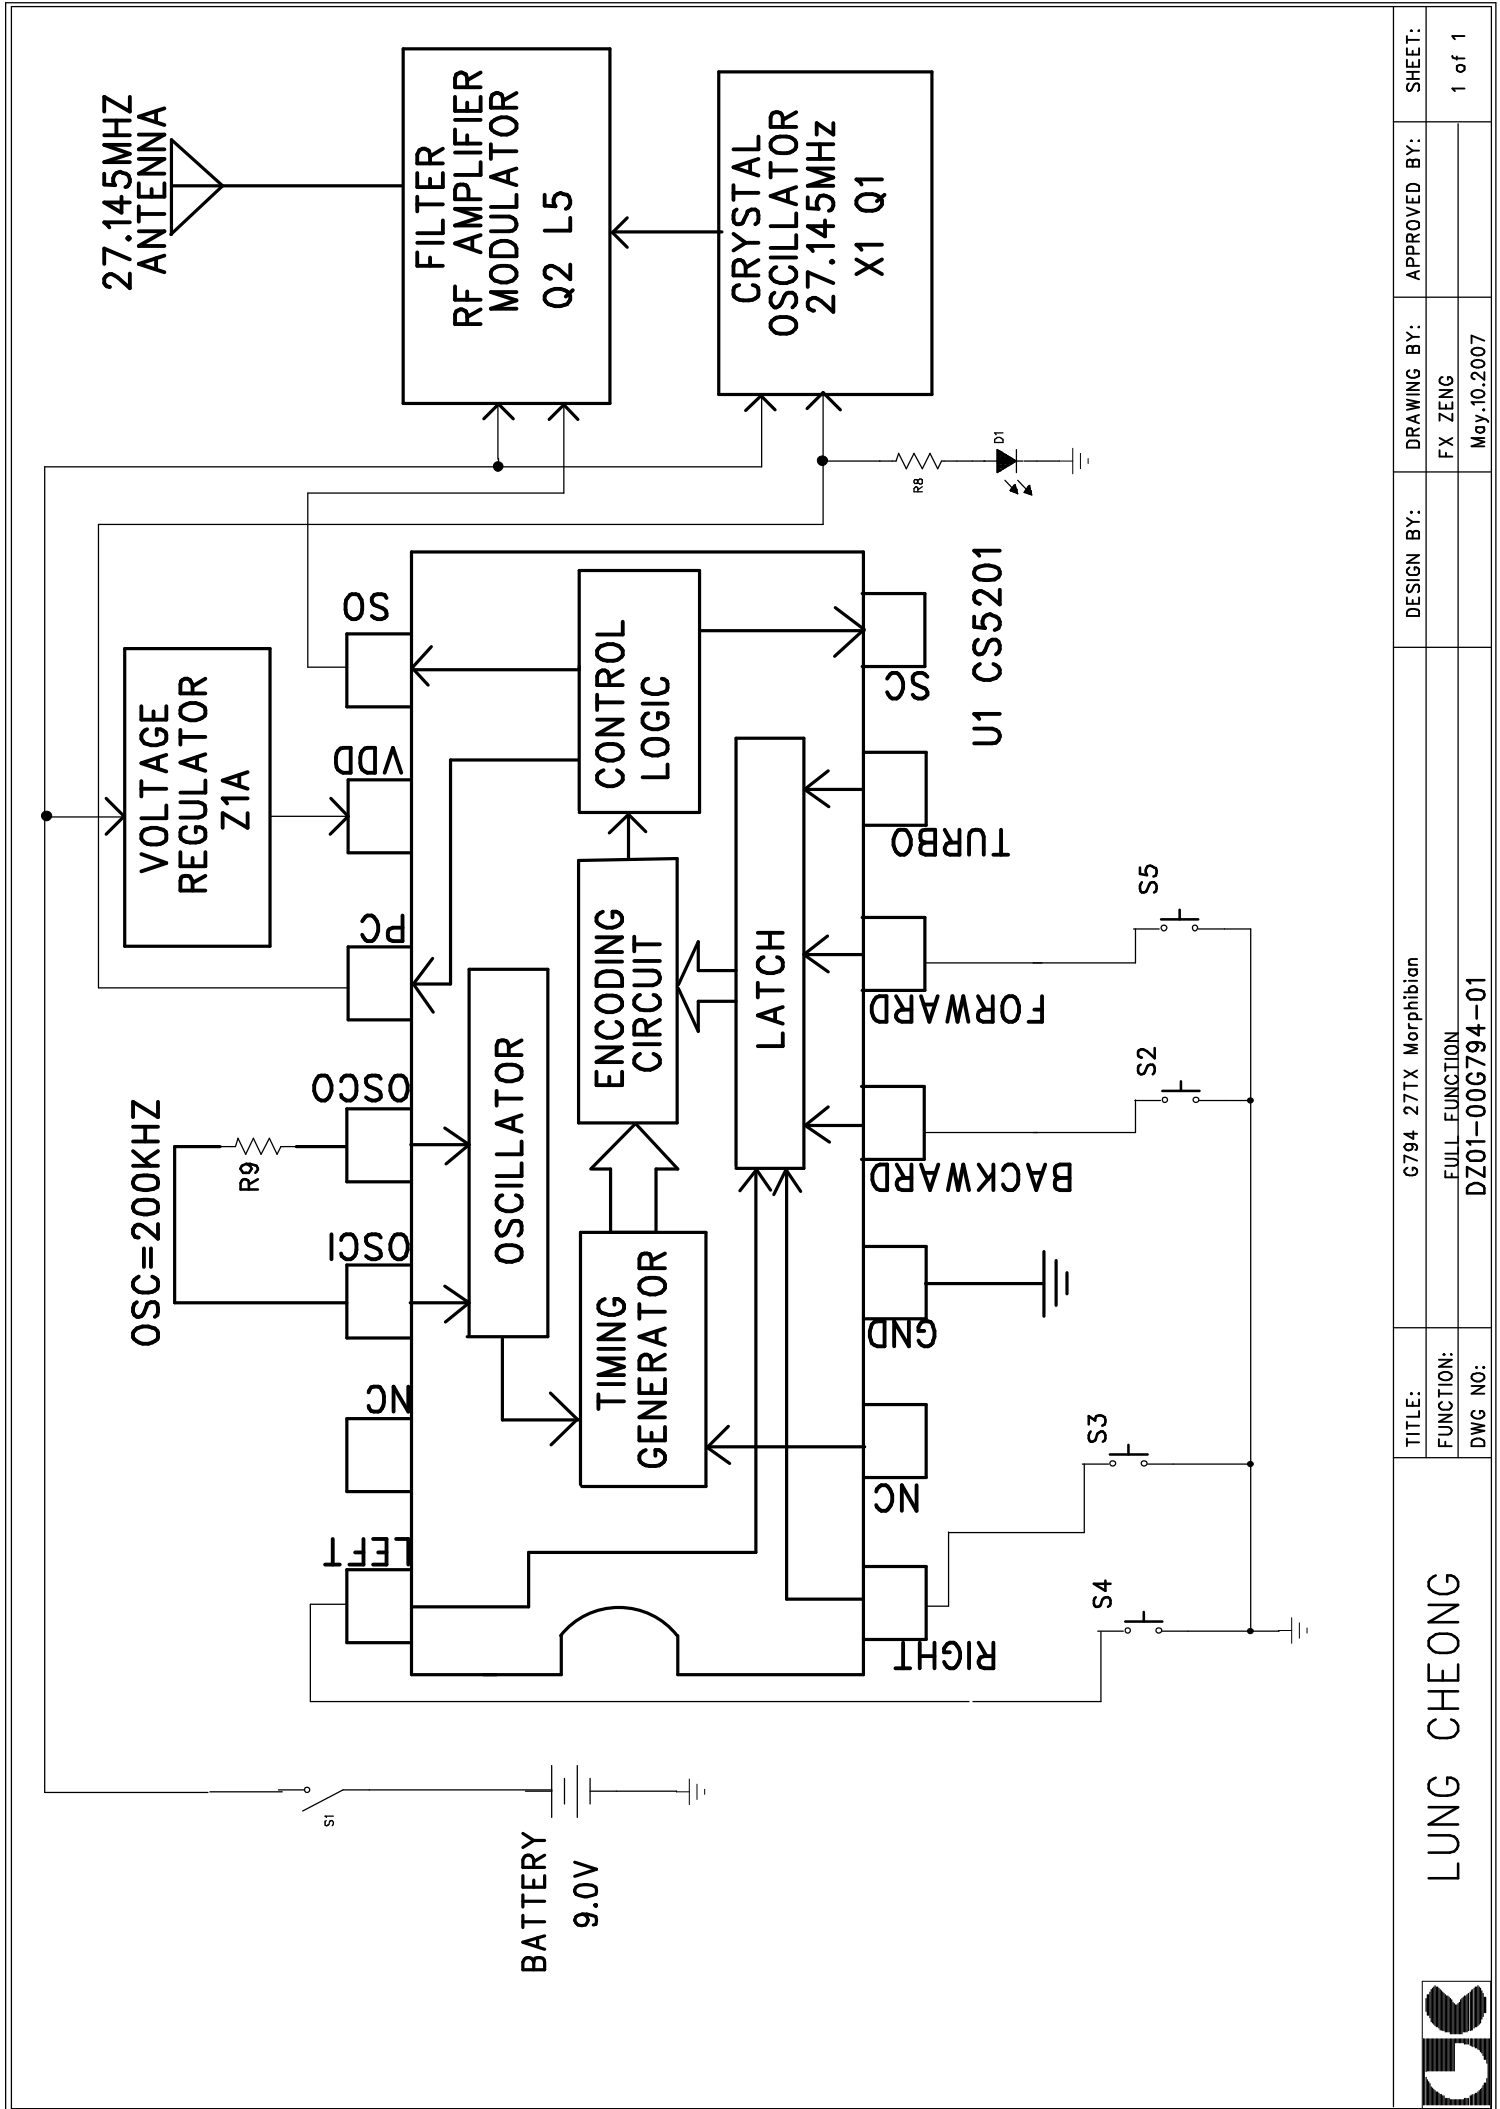 27.145MHZ
ANTENNA
FILTER
RF AMPLIFIER
MODULATOR
Q2 L5
CRYSTAL
OSCILLATOR
27.145MHz
X1 Q1
R8
D1
VOLTAGE
REGULATOR
Z1A
OSC=200KHZ
R9
LEFT
NC
OSCI
OSCO
PC
VDD
SO
OSCILLATOR
TIMING
GENERATOR
ENCODING
CIRCUIT
CONTROL
LOGIC
LATCH
RIGHT
NC
GND
BACKWARD
FORWARD
TURBO
SC
U1 CS5201
S1
BATTERY
9.0V
S4
S3
S2
S5
LUNG CHEONG
TITLE:
G794 27TX Morphibian
FUNCTION:
FULL FUNCTION
DWG NO:
DZ01-00G794-01
DESIGN BY:
DRAWING BY:
FX ZENG
May.10.2007
APPROVED BY:
SHEET:
1 of 1